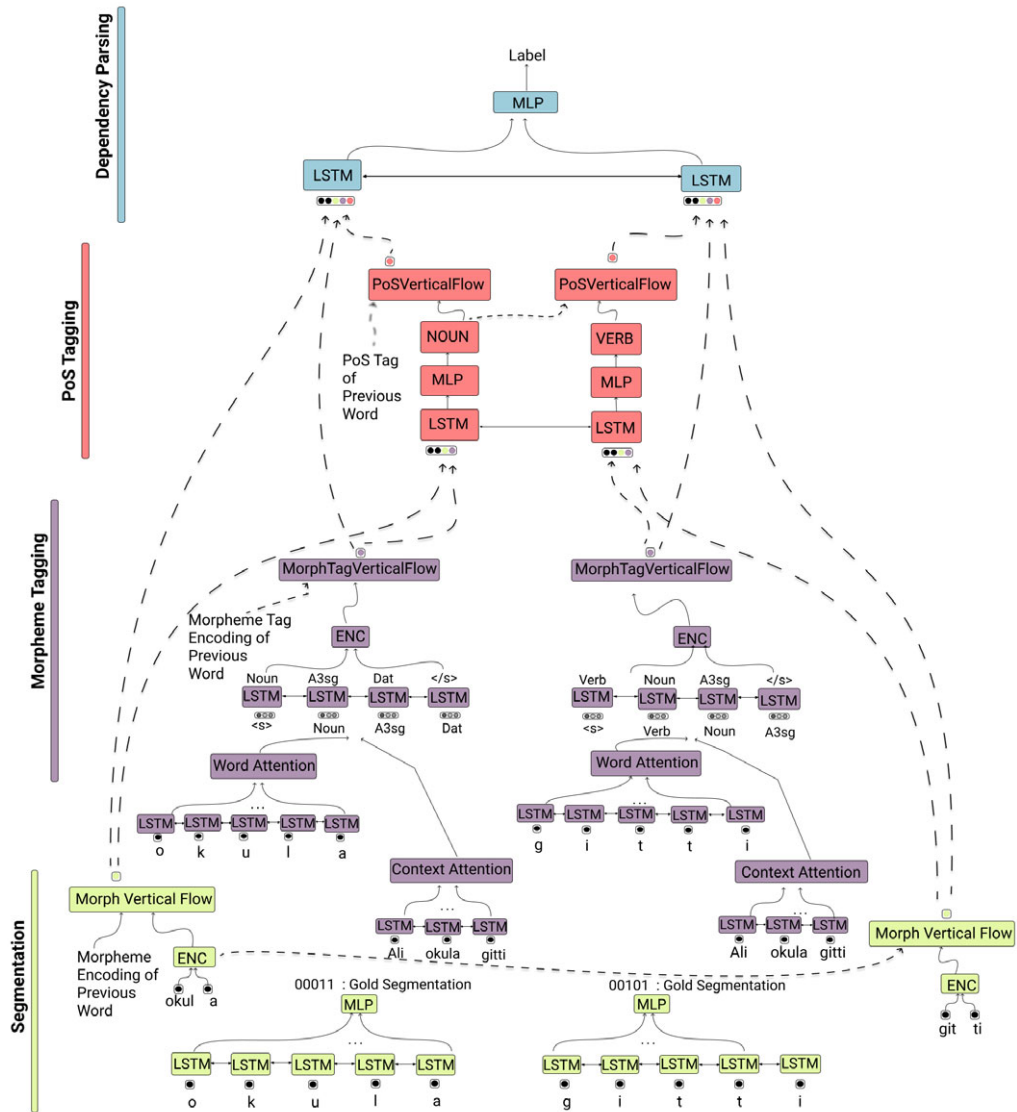 Dependency Parsing
Label
MLP
LSTM LSTM
PoS Tagging
PoSVerticalFlow PoSVerticalFlow
NOUN VERB
PoS Tag
of
Previous
Word
MLP MLP
LSTM LSTM
Morpheme Tagging
MorphTagVerticalFlow MorphTagVerticalFlow
Morpheme Tag
Encoding of
Previous
Word
ENC ENC
Noun A3sg Dat </s> Verb Noun A3sg </s>
LSTM LSTM LSTM LSTM LSTM LSTM LSTM LSTM
<s> Noun A3sg Dat <s> Verb Noun A3sg
Word Attention Word Attention
... ...
LSTM LSTM LSTM LSTM LSTM LSTM LSTM LSTM LSTM LSTM
o k u l a g i t t i
Context Attention Context Attention
... ...
LSTM LSTM LSTM LSTM LSTM LSTM
Ali okula gitti Ali okula gitti
Segmentation
Morph Vertical Flow Morph Vertical Flow
Morpheme
Encoding of
Previous
Word
ENC ENC
okul a git ti
00011 : Gold Segmentation 00101 : Gold Segmentation
MLP MLP
... ...
LSTM LSTM LSTM LSTM LSTM LSTM LSTM LSTM LSTM LSTM
o k u l a g i t t i